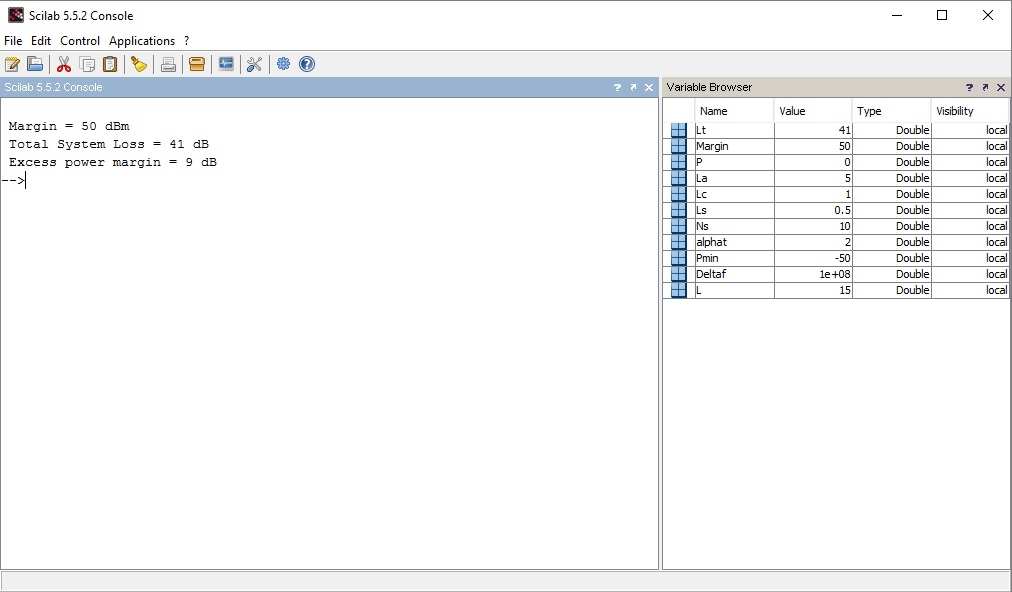 Scilab 5.5.2 Console
File Edit Control Applications ?
Scilab 5.5.2 Console
Margin = 50 dBm
Total System Loss = 41 dB
Excess power margin = 9 dB
-->
Variable Browser
Name Value Type Visibility
Lt 41 Double local
Margin 50 Double local
P 0 Double local
La 5 Double local
Lc 1 Double local
Ls 0.5 Double local
Ns 10 Double local
alphat 2 Double local
Pmin -50 Double local
Deltaf 1e+08 Double local
L 15 Double local